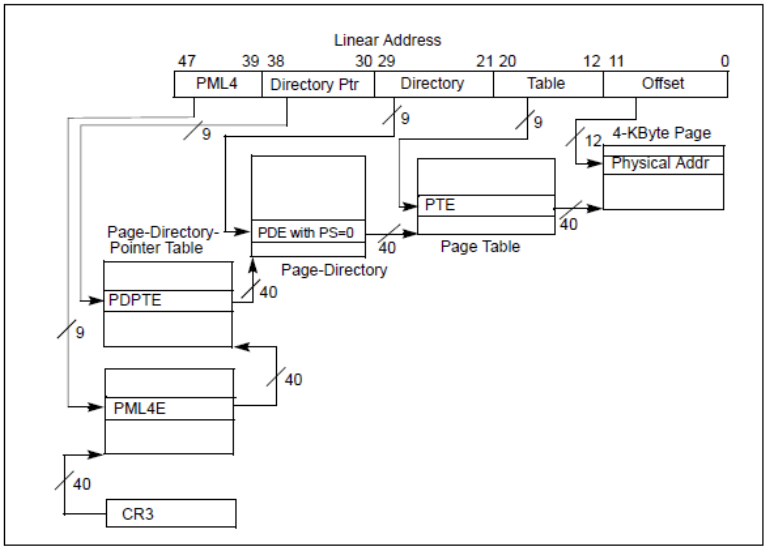 Linear Address
47 39 38 30 29 21 20 12 11 0
PML4 Directory Ptr Directory Table Offset
9 9 9 12 4-KByte Page
Physical Addr
PTE
40
Page Table
PDE with PS=0
40
Page-Directory
Page-Directory-
Pointer Table
PDPTE
40
9
40
PML4E
40
CR3